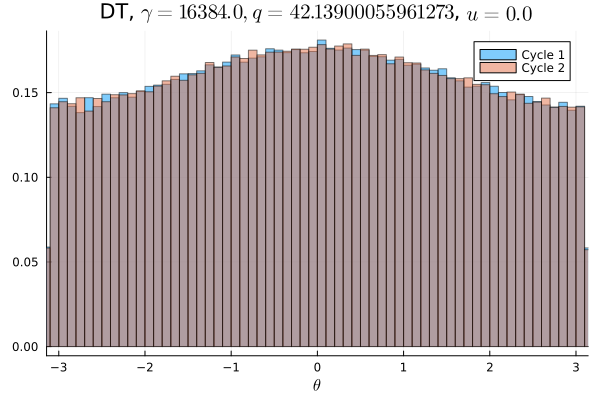 DT, γ = 16384.0, q = 42.13900055961273, u = 0.0
Cycle 1
Cycle 2
0.15
0.10
0.05
0.00
−3 −2 −1 0 1 2 3
θ